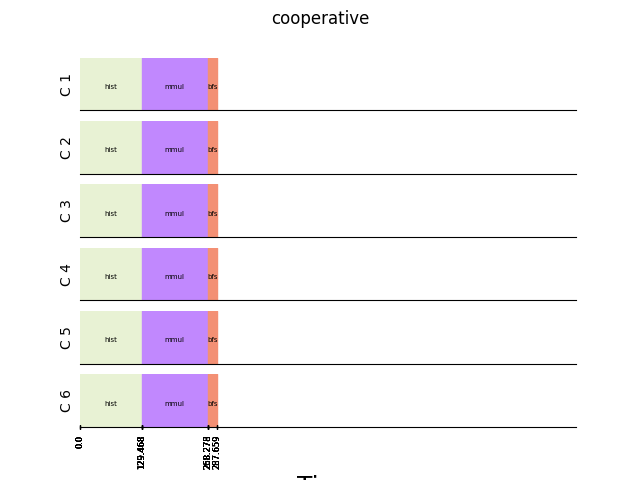 cooperative
C 1
hist
mmul
bfs
C 2
hist
mmul
bfs
C 3
hist
mmul
bfs
C 4
hist
mmul
bfs
C 5
hist
mmul
bfs
C 6
hist
mmul
bfs
0.0
129.468
268.278
287.659